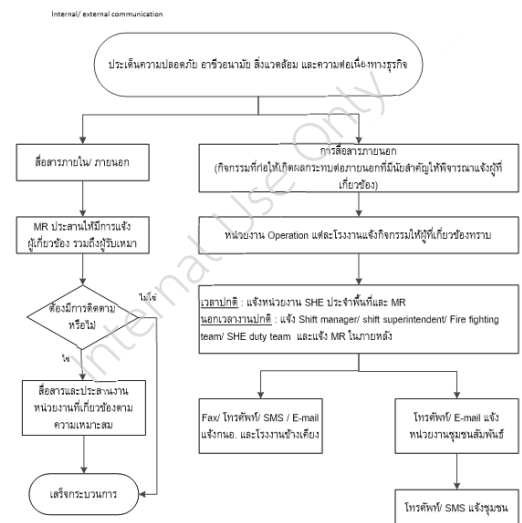 Internal/ external communication
ประเด็นความปลอดภัย อาชีวอนามัย สิ่งแวดล้อม และความต่อเนื่องทางธุรกิจ
สื่อสารภายใน/ ภายนอก
MR ประสานให้มีการแจ้ง
ผู้เกี่ยวข้อง รวมถึงผู้รับเหมา
ต้องมีการติดตาม
หรือไม่
ไม่ใช่
ใช่
สื่อสารและประสานงาน
หน่วยงานที่เกี่ยวข้องตาม
ความเหมาะสม
เสร็จกระบวนการ
การสื่อสารภายนอก
(กิจกรรมที่ก่อให้เกิดผลกระทบต่อภายนอกที่มีนัยสำคัญให้พิจารณาแจ้งผู้ที่
เกี่ยวข้อง)
หน่วยงาน Operation แต่ละโรงงานแจ้งกิจกรรมให้ผู้ที่เกี่ยวข้องทราบ
เวลาปกติ : แจ้งหน่วยงาน SHE ประจำพื้นที่และ MR
นอกเวลางานปกติ : แจ้ง Shift manager/ shift superintendent/ Fire fighting
team/ SHE duty team และแจ้ง MR ในภายหลัง
Fax/ โทรศัพท์/ SMS / E-mail
แจ้งกนอ. และโรงงานข้างเคียง
โทรศัพท์/ E-mail แจ้ง
หน่วยงานชุมชนสัมพันธ์
โทรศัพท์/ SMS แจ้งชุมชน
Internal Use Only